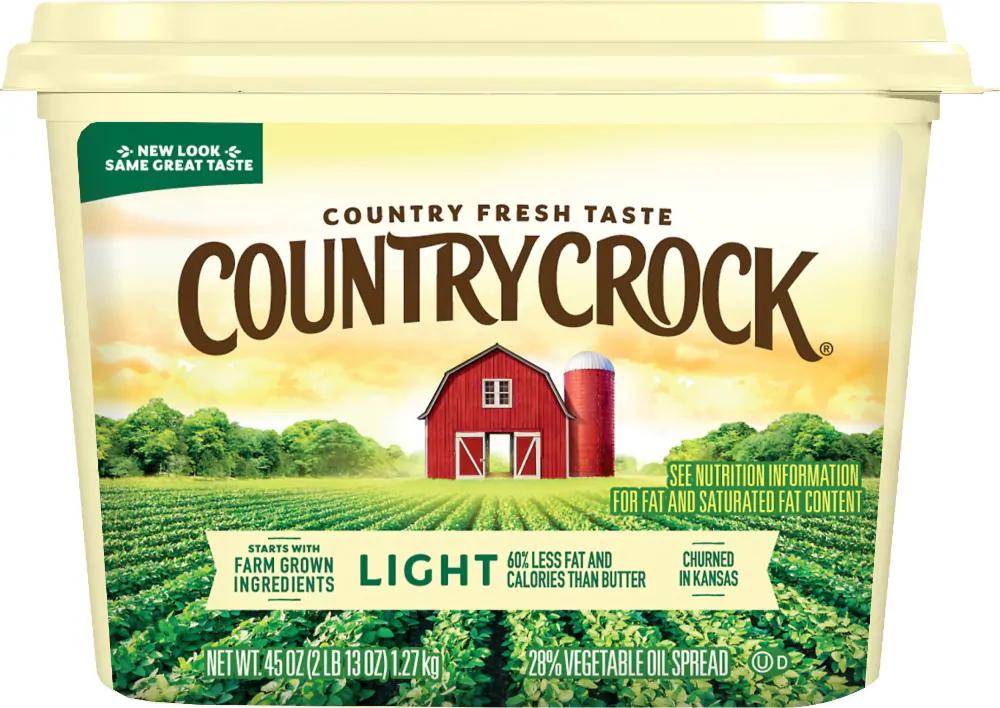 NEW LOOK
SAME GREAT TASTE
COUNTRY FRESH TASTE
COUNTRY CROCK®
SEE NUTRITION INFORMATION
FOR FAT AND SATURATED FAT CONTENT
STARTS WITH
FARM GROWN
INGREDIENTS
LIGHT
60% LESS FAT AND
CALORIES THAN BUTTER
CHURNED
IN KANSAS
NET WT. 45 OZ (2 LB 13 OZ) 1.27 kg
28% VEGETABLE OIL SPREAD
U D